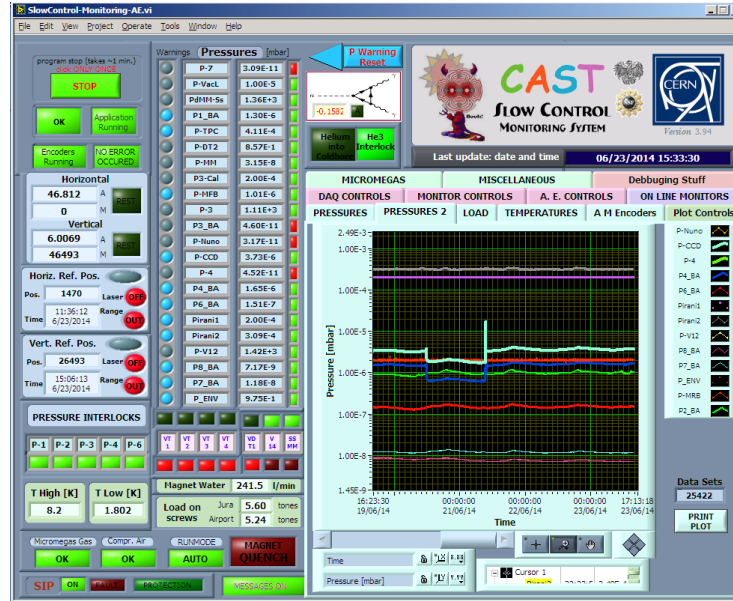 SlowControl-Monitoring-AE.vi
File Edit View Project Operate Tools Window Help
program stop (takes ~1 min.)
click ONLY ONCE
STOP
OK
Application Running
Encoders Running
NO ERROR OCCURED
Horizontal
46.812 A
0 M
REST
Vertical
6.0069 A
46493 M
REST
Horiz. Ref. Pos.
Pos. 1470 Laser OFF
Time 11:36:12 6/23/2014 Range OUT
Vert. Ref. Pos.
Pos. 26493 Laser OFF
Time 15:06:13 6/23/2014 Range OUT
PRESSURE INTERLOCKS
P-1 P-2 P-3 P-4 P-6
T High [K] T Low [K]
8.2 1.802
Micromegas Gas Compr. Air RUNMODE MAGNET QUENCH
OK OK AUTO
SIP ON FAULT PROTECTION MESSAGES ON
Warnings Pressures [mbar]
P-7 3.09E-11
P-VacL 1.00E-5
PdMM-Ss 1.36E+3
P1_BA 1.30E-6
P-TPC 4.11E-4
P-DT2 8.57E-1
P-MM 3.15E-8
P3-Cal 2.00E-4
P-MFB 1.01E-6
P-3 1.11E+3
P3_BA 4.60E-11
P-Nuno 3.17E-11
P-CCD 3.73E-6
P-4 4.52E-11
P4_BA 1.65E-6
P6_BA 1.51E-7
Pirani1 2.00E-4
Pirani2 3.09E-4
P-V12 1.42E+3
P8_BA 7.17E-9
P7_BA 1.18E-8
P_ENV 9.75E-1
VT 1 VT 2 VT 3 VT 4 VD T1 V 14 SS MM
Magnet Water 241.5 l/min
Load on screws
Jura 5.60 tones
Airport 5.24 tones
P Warning Reset
-0.1582
Helium into Coldbore
He3 Interlock
CAST
SLOW CONTROL
MONITORING SYSTEM
CERN
Version 3.94
Last update: date and time 06/23/2014 15:33:30
MICROMEGAS MISCELLANEOUS Debbuging Stuff
DAQ CONTROLS MONITOR CONTROLS A. E. CONTROLS ON LINE MONITORS
PRESSURES PRESSURES 2 LOAD TEMPERATURES A M Encoders Plot Controls
Pressure [mbar]
2.49E-3
1.00E-3
1.00E-4
1.00E-5
1.00E-6
1.00E-7
1.00E-8
1.45E-9
16:23:30 00:00:00 00:00:00 00:00:00 17:13:18
19/06/14 21/06/14 22/06/14 23/06/14 23/06/14
Time
P-Nuno
P-CCD
P-4
P4_BA
P6_BA
Pirani1
Pirani2
P-V12
P8_BA
P7_BA
P_ENV
P-MRB
P2_BA
Data Sets
25422
PRINT PLOT
Time
Pressure [mbar]
Cursor 1